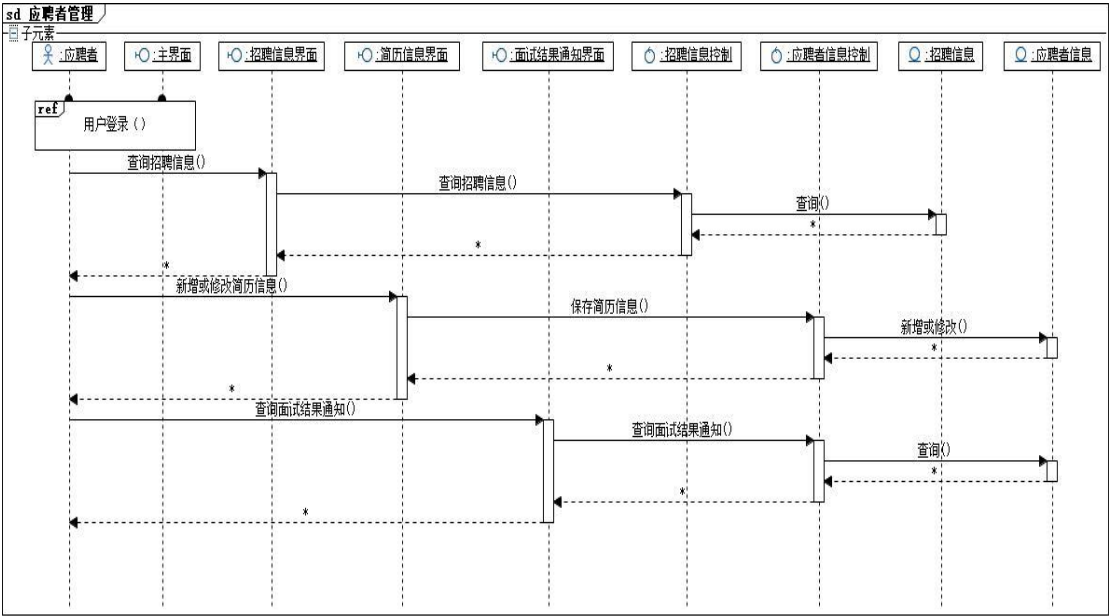 sd 应聘者管理
子元素
:应聘者 :主界面 :招聘信息界面 :简历信息界面 :面试结果通知界面 :招聘信息控制 :应聘者信息控制 :招聘信息 :应聘者信息
ref
用户登录（）
查询招聘信息()
查询招聘信息()
查询()
*
*
*
新增或修改简历信息()
保存简历信息()
新增或修改()
*
*
*
查询面试结果通知()
查询面试结果通知()
查询()
*
*
*